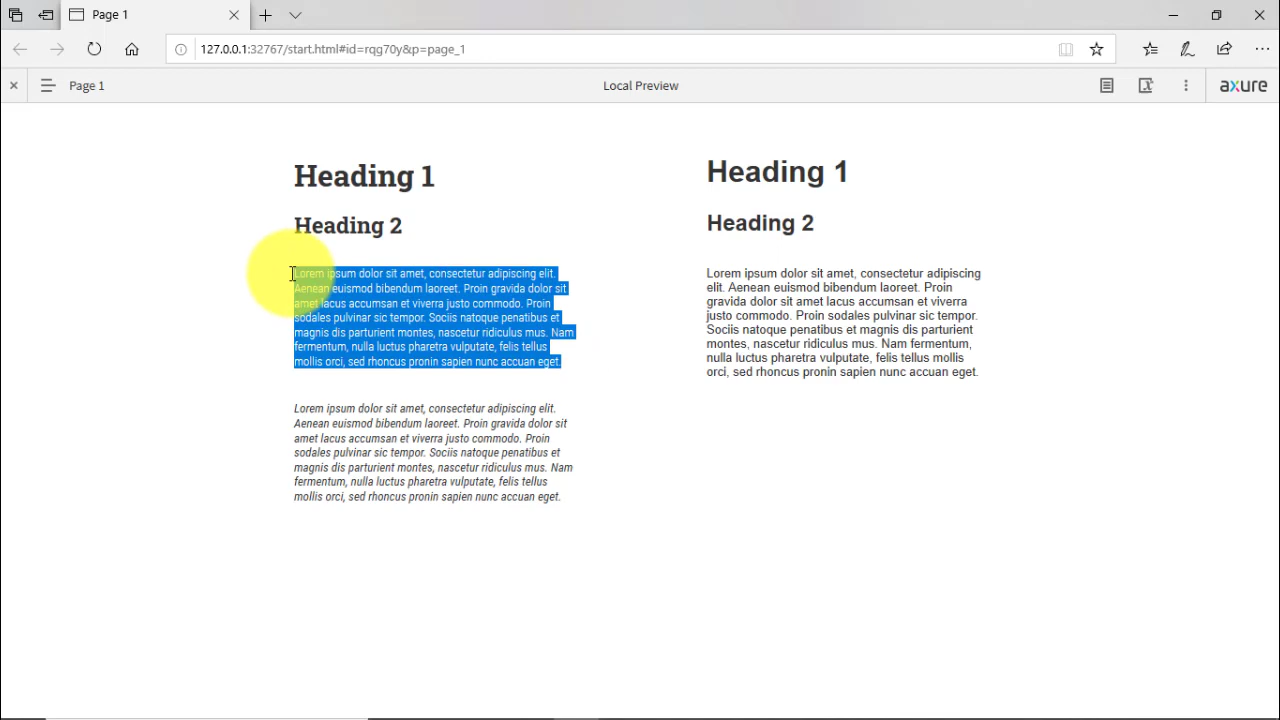 Page 1
127.0.0.1:32767/start.html#id=rqg70y&p=page_1
Page 1
Local Preview
axure
Heading 1
Heading 2
Lorem ipsum dolor sit amet, consectetur adipiscing elit.
Aenean euismod bibendum laoreet. Proin gravida dolor sit
amet lacus accumsan et viverra justo commodo. Proin
sodales pulvinar sic tempor. Sociis natoque penatibus et
magnis dis parturient montes, nascetur ridiculus mus. Nam
fermentum, nulla luctus pharetra vulputate, felis tellus
mollis orci, sed rhoncus pronin sapien nunc accuan eget.
Lorem ipsum dolor sit amet, consectetur adipiscing elit.
Aenean euismod bibendum laoreet. Proin gravida dolor sit
amet lacus accumsan et viverra justo commodo. Proin
sodales pulvinar sic tempor. Sociis natoque penatibus et
magnis dis parturient montes, nascetur ridiculus mus. Nam
fermentum, nulla luctus pharetra vulputate, felis tellus
mollis orci, sed rhoncus pronin sapien nunc accuan eget.
Heading 1
Heading 2
Lorem ipsum dolor sit amet, consectetur adipiscing
elit. Aenean euismod bibendum laoreet. Proin
gravida dolor sit amet lacus accumsan et viverra
justo commodo. Proin sodales pulvinar sic tempor.
Sociis natoque penatibus et magnis dis parturient
montes, nascetur ridiculus mus. Nam fermentum,
nulla luctus pharetra vulputate, felis tellus mollis
orci, sed rhoncus pronin sapien nunc accuan eget.